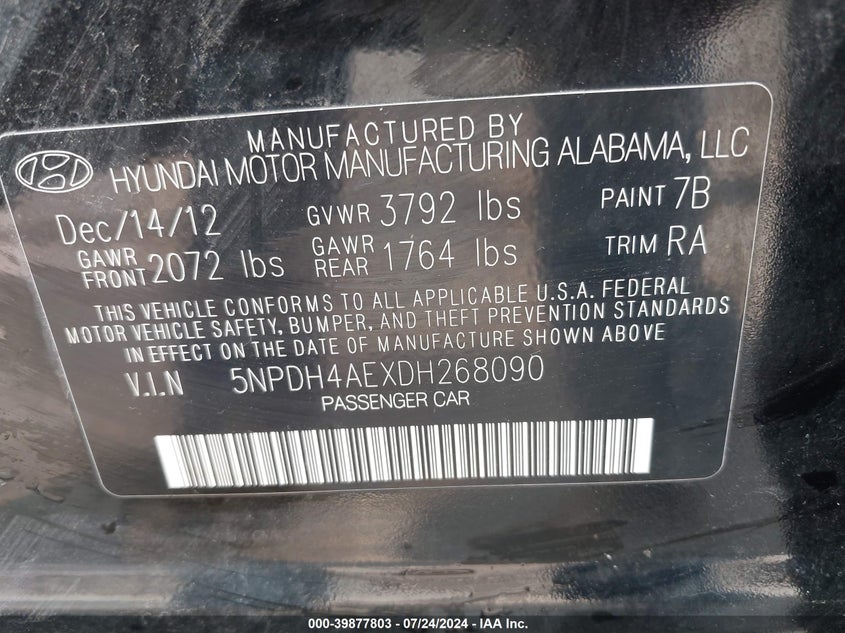 MANUFACTURED BY
HYUNDAI MOTOR MANUFACTURING ALABAMA, LLC
Dec/14/12 GVWR 3792 lbs PAINT 7B
GAWR FRONT 2072 lbs GAWR REAR 1764 lbs TRIM RA
THIS VEHICLE CONFORMS TO ALL APPLICABLE U.S.A. FEDERAL
MOTOR VEHICLE SAFETY, BUMPER, AND THEFT PREVENTION STANDARDS
IN EFFECT ON THE DATE OF MANUFACTURE SHOWN ABOVE
V.I.N 5NPDH4AEXDH268090
PASSENGER CAR
000-39877803 - 07/24/2024 - IAA Inc.